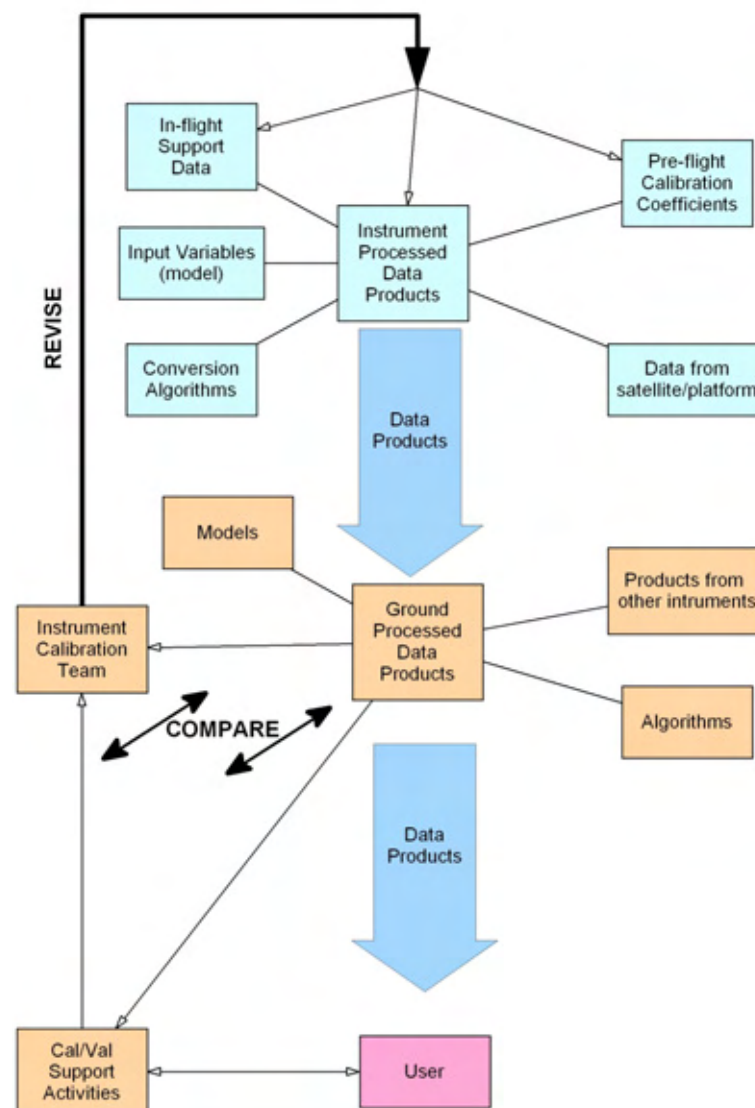 In-flight
Support
Data
Pre-flight
Calibration
Coefficients
Instrument
Processed
Data
Products
Input Variables
(model)
REVISE
Conversion
Algorithms
Data from
satellite/platform
Data
Products
Models
Products from
other intruments
Ground
Processed
Data
Products
Instrument
Calibration
Team
Algorithms
COMPARE
Data
Products
Cal/Val
Support
Activities
User